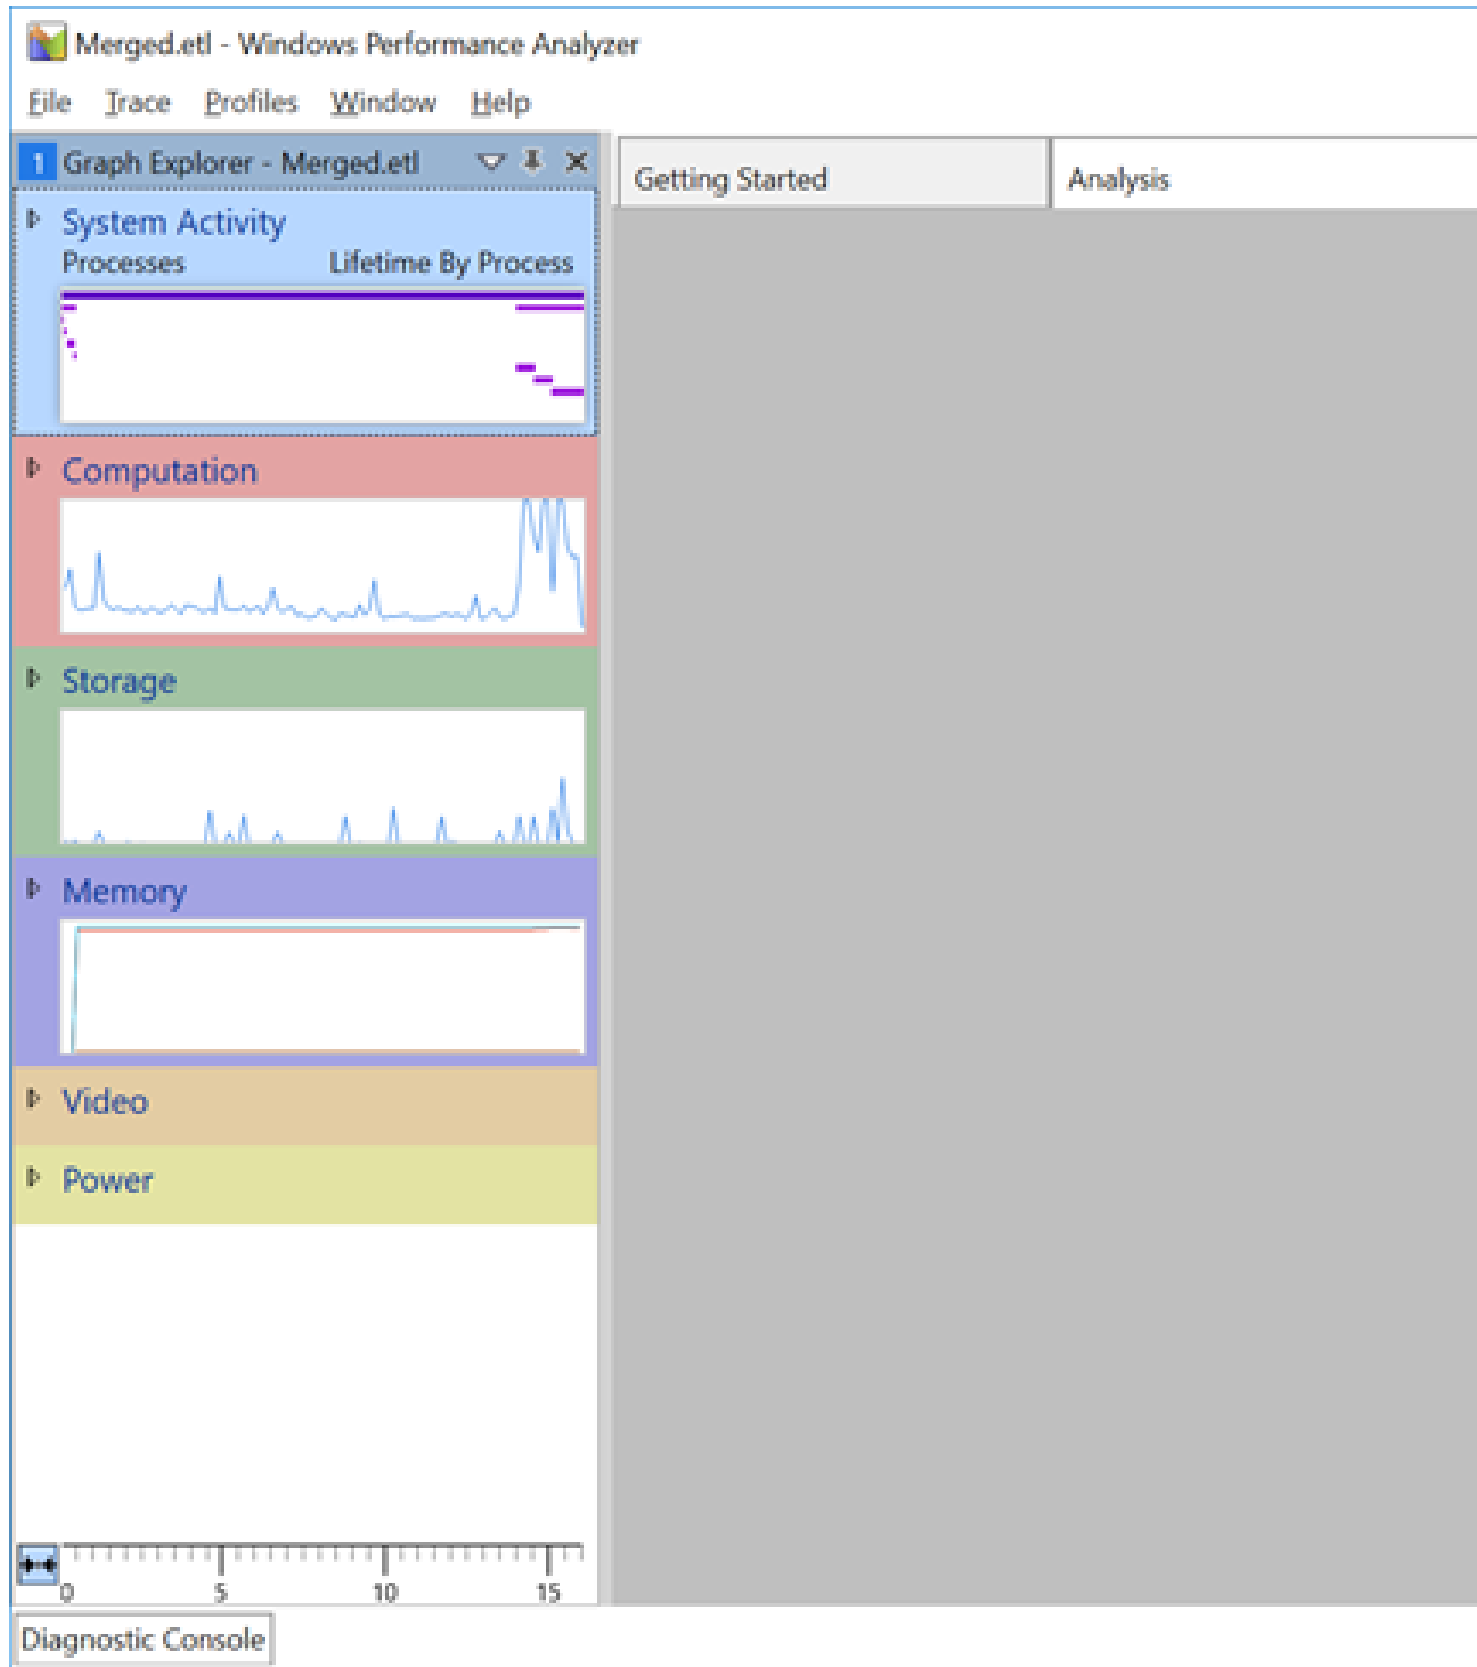 Merged.etl - Windows Performance Analyzer
File Trace Profiles Window Help
1 Graph Explorer - Merged.etl
Getting Started Analysis
System Activity
Processes Lifetime By Process
Computation
Storage
Memory
Video
Power
0 5 10 15
Diagnostic Console